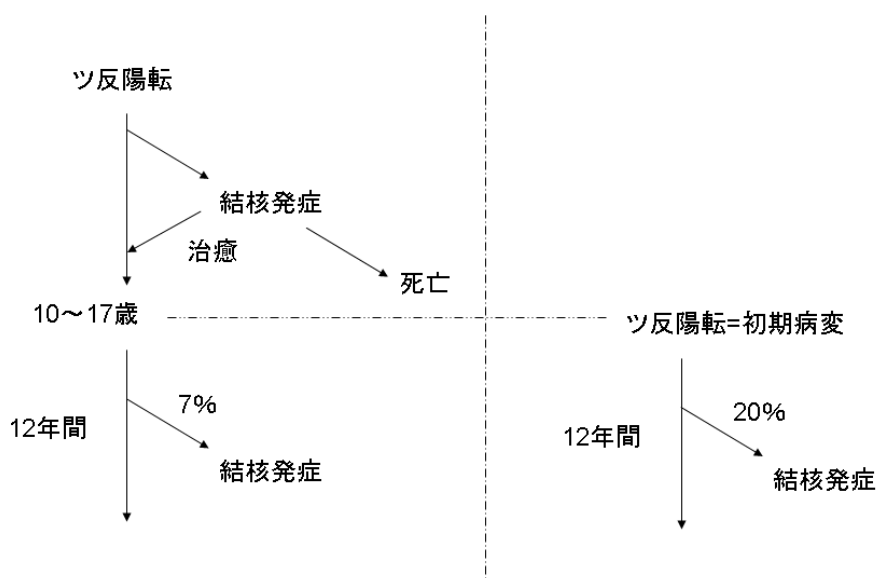 ツ反陽転
結核発症
治癒
死亡
10～17歳
7%
12年間
結核発症
ツ反陽転=初期病変
20%
12年間
結核発症